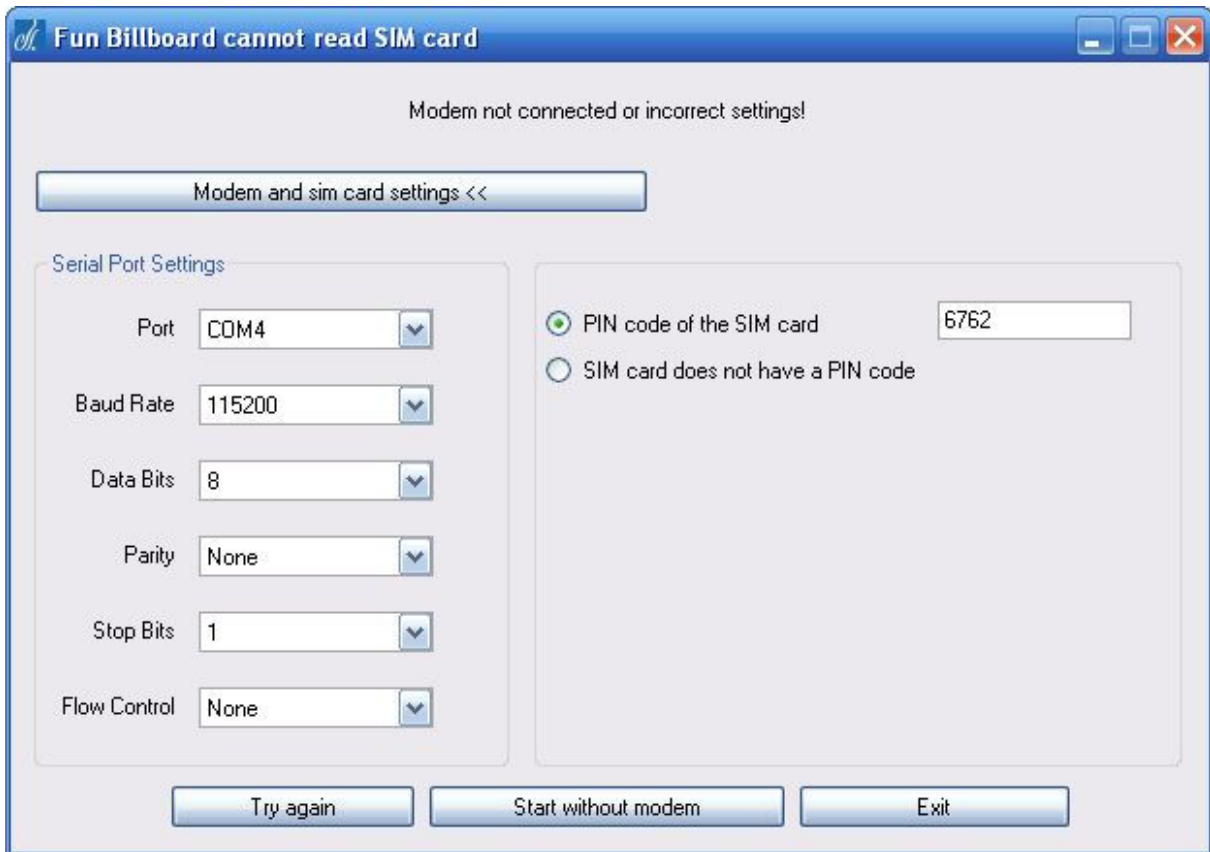 Fun Billboard cannot read SIM card
Modem not connected or incorrect settings!
Modem and sim card settings <<
Serial Port Settings
Port COM4
Baud Rate 115200
Data Bits 8
Parity None
Stop Bits 1
Flow Control None
PIN code of the SIM card 6762
SIM card does not have a PIN code
Try again Start without modem Exit